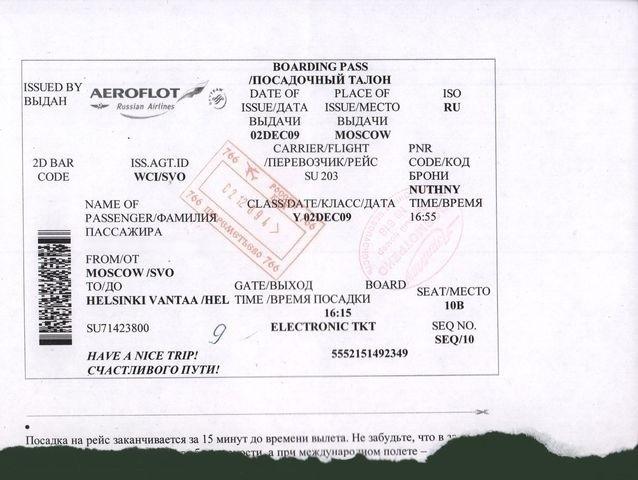 BOARDING PASS
/ПОСАДОЧНЫЙ ТАЛОН
ISSUED BY
ВЫДАН
AEROFLOT
Russian Airlines
DATE OF
ISSUE/ДАТА
ВЫДАЧИ
02DEC09
PLACE OF
ISSUE/МЕСТО
ВЫДАЧИ
MOSCOW
ISO
RU
2D BAR
CODE
ISS.AGT.ID
WCI/SVO
CARRIER/FLIGHT
/ПЕРЕВОЗЧИК/РЕЙС
SU 203
PNR
CODE/КОД
БРОНИ
NUTHNY
NAME OF
PASSENGER/ФАМИЛИЯ
ПАССАЖИРА
CLASS/DATE/КЛАСС/ДАТА
Y 02DEC09
TIME/ВРЕМЯ
16:55
766
766
766 Шереметьево 766
FROM/ОТ
MOSCOW /SVO
TO/ДО
HELSINKI VANTAA /HEL
GATE/ВЫХОД
BOARD
TIME /ВРЕМЯ ПОСАДКИ
16:15
SEAT/МЕСТО
10B
SU71423800
9
ELECTRONIC TKT
SEQ NO.
SEQ/10
HAVE A NICE TRIP!
СЧАСТЛИВОГО ПУТИ!
5552151492349
Посадка на рейс заканчивается за 15 минут до времени вылета. Не забудьте, что в
а при международном полете –